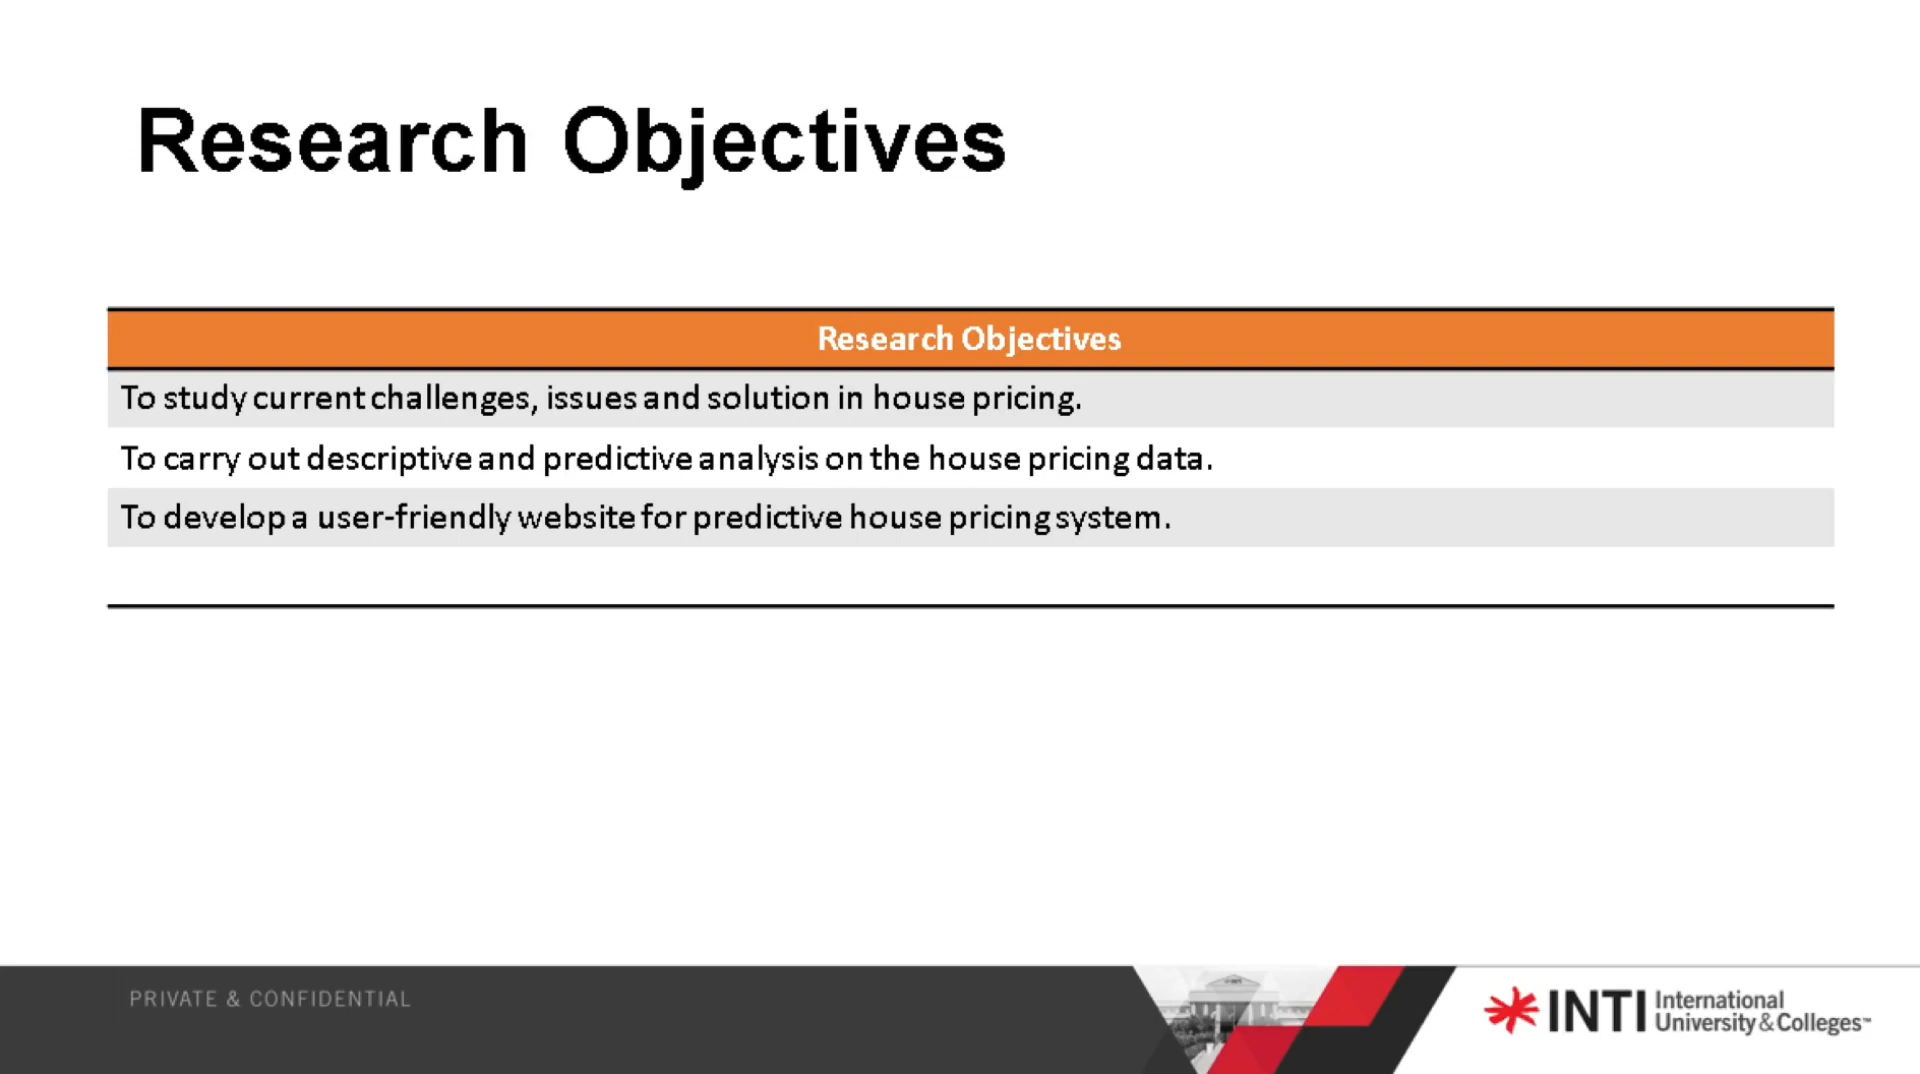 Research Objectives
Research Objectives
To study current challenges, issues and solution in house pricing.
To carry out descriptive and predictive analysis on the house pricing data.
To develop a user-friendly website for predictive house pricing system.
PRIVATE & CONFIDENTIAL
INTI International
University & Colleges™